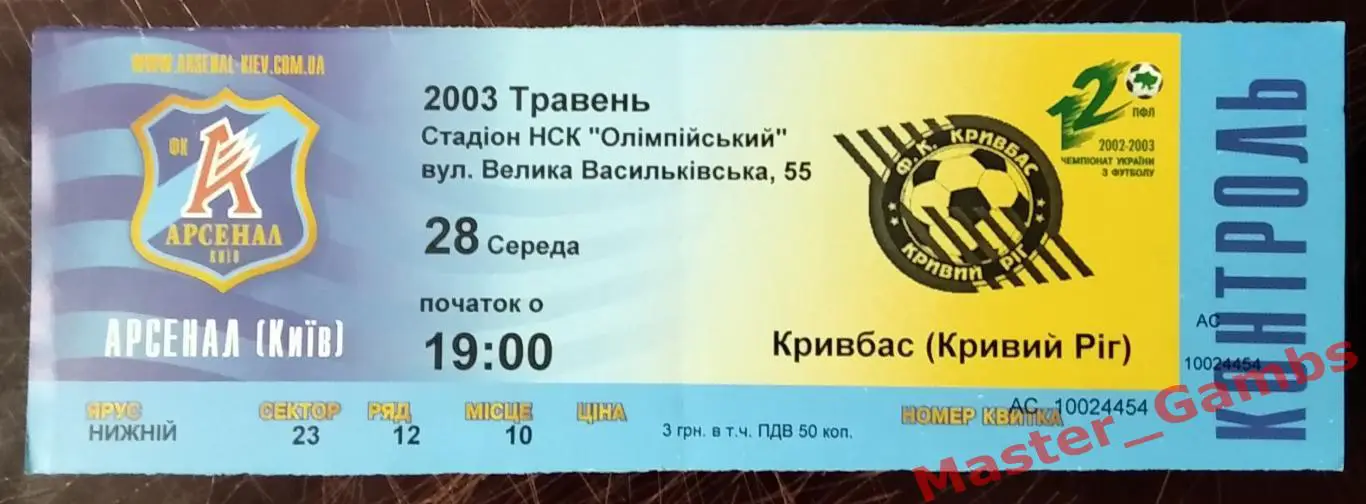 WWW.ARSENAL-KIEV.COM.UA
ФК
АРСЕНАЛ
КИЇВ
АРСЕНАЛ (Київ)
2003 Травень
Стадіон НСК "Олімпійський"
вул. Велика Васильківська, 55
28 Середа
початок о
19:00
Ф.К. КРИВБАС
КРИВИЙ РІГ
12
ПФЛ
2002-2003
ЧЕМПІОНАТ УКРАЇНИ
З ФУТБОЛУ
Кривбас (Кривий Ріг)
ЯРУС СЕКТОР РЯД МІСЦЕ ЦІНА НОМЕР КВИТКА
НИЖНІЙ 23 12 10 3 грн. в т.ч. ПДВ 50 коп. АС 10024454
АС
10024454
КОНТРОЛЬ
Master_Gambs